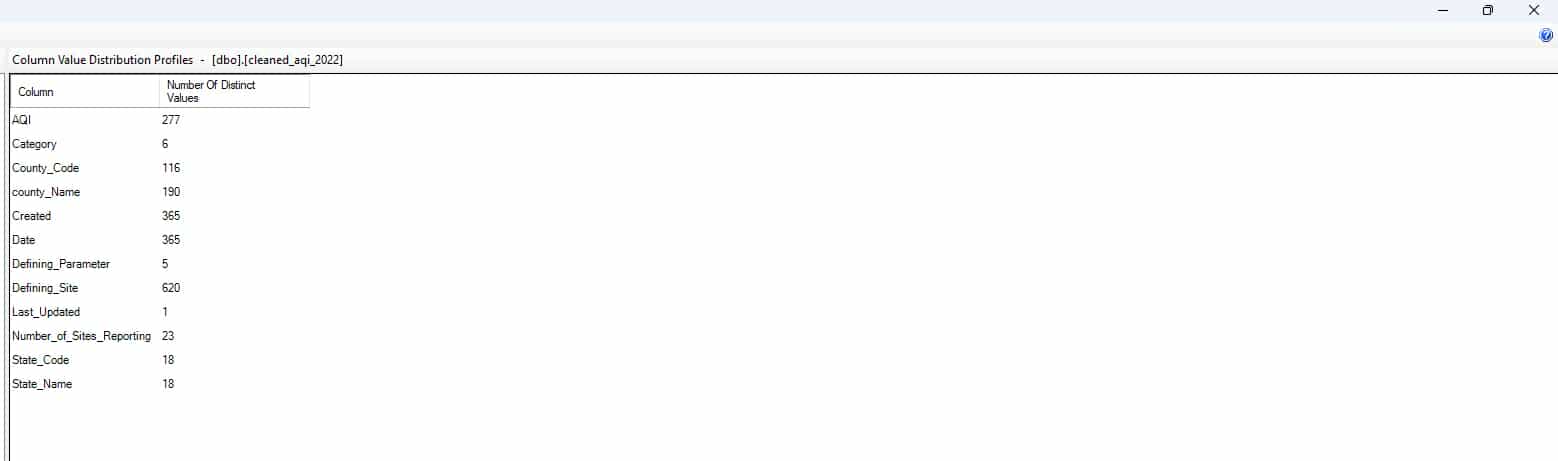 Column Value Distribution Profiles - [dbo].[cleaned_aqi_2022]
Column Number Of Distinct Values
AQI 277
Category 6
County_Code 116
county_Name 190
Created 365
Date 365
Defining_Parameter 5
Defining_Site 620
Last_Updated 1
Number_of_Sites_Reporting 23
State_Code 18
State_Name 18